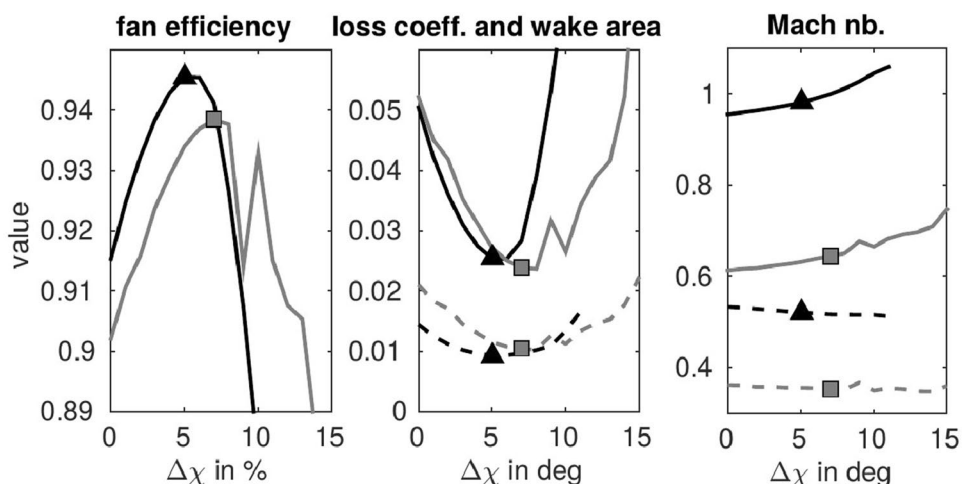 fan efficiency
value
0.94
0.93
0.92
0.91
0.9
0.89
0 5 10 15
Δχ in %
loss coeff. and wake area
0.05
0.04
0.03
0.02
0.01
0
0 5 10 15
Δχ in deg
Mach nb.
1
0.8
0.6
0.4
0 5 10 15
Δχ in deg